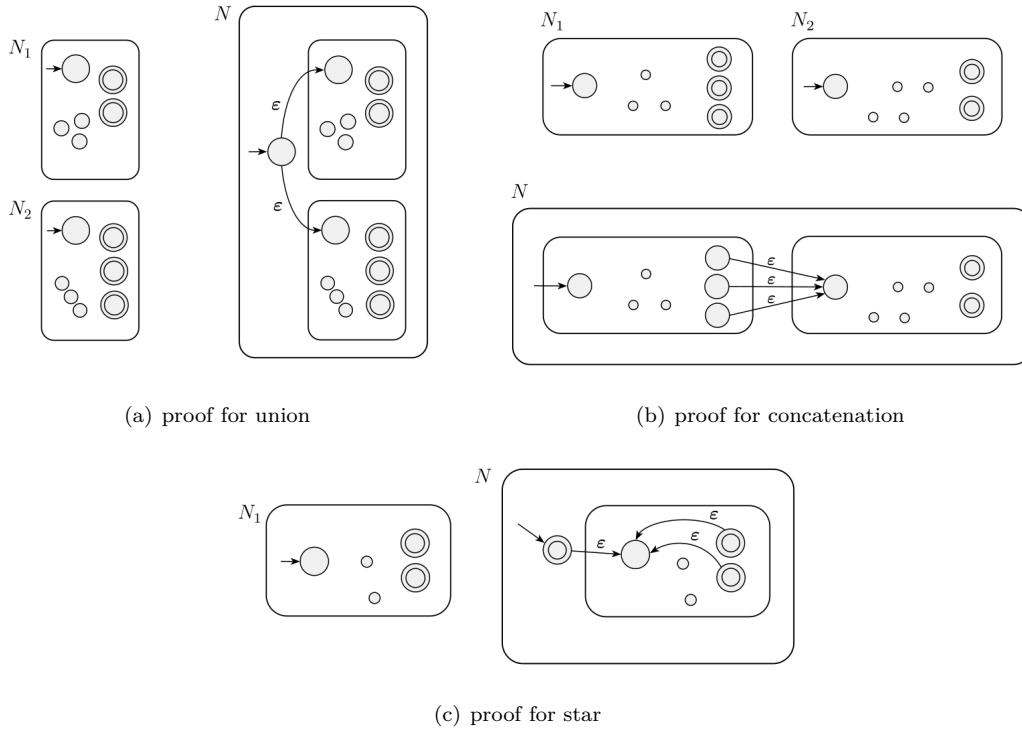 N₁
N
ε
ε
N₂
(a) proof for union
N₁
N₂
N
ε
ε
ε
(b) proof for concatenation
N₁
N
ε
ε
ε
(c) proof for star